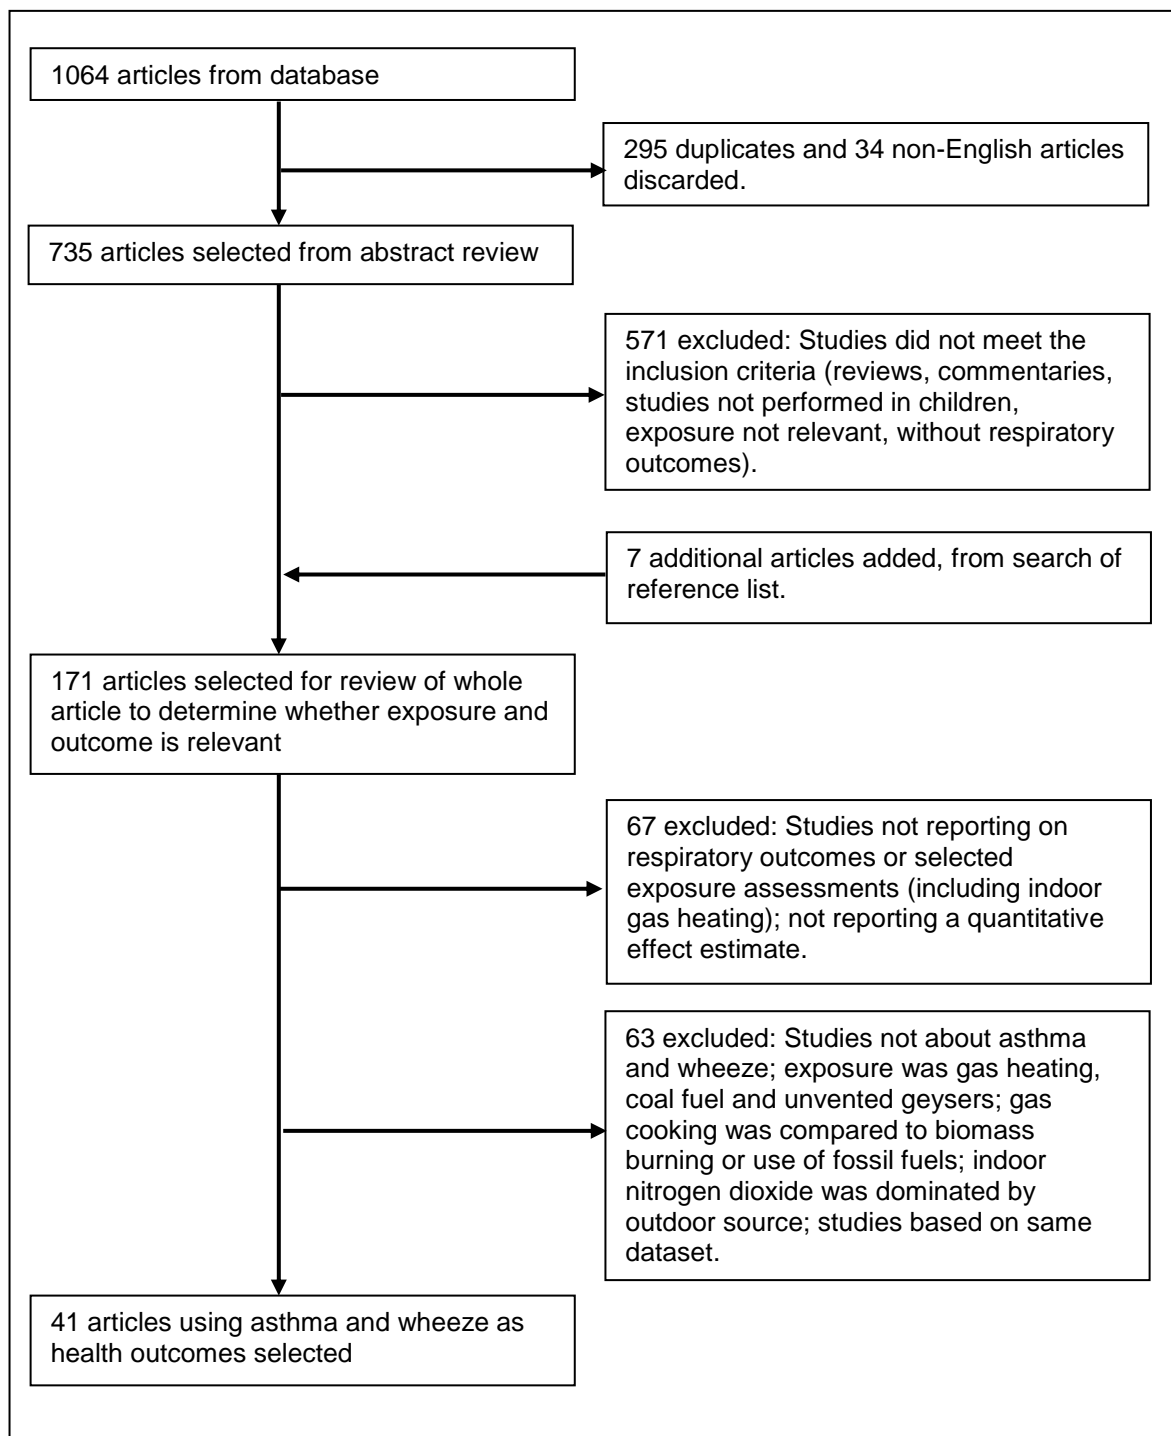 1064 articles from database
295 duplicates and 34 non-English articles
discarded.
735 articles selected from abstract review
571 excluded: Studies did not meet the
inclusion criteria (reviews, commentaries,
studies not performed in children,
exposure not relevant, without respiratory
outcomes).
7 additional articles added, from search of
reference list.
171 articles selected for review of whole
article to determine whether exposure and
outcome is relevant
67 excluded: Studies not reporting on
respiratory outcomes or selected
exposure assessments (including indoor
gas heating); not reporting a quantitative
effect estimate.
63 excluded: Studies not about asthma
and wheeze; exposure was gas heating,
coal fuel and unvented geysers; gas
cooking was compared to biomass
burning or use of fossil fuels; indoor
nitrogen dioxide was dominated by
outdoor source; studies based on same
dataset.
41 articles using asthma and wheeze as
health outcomes selected